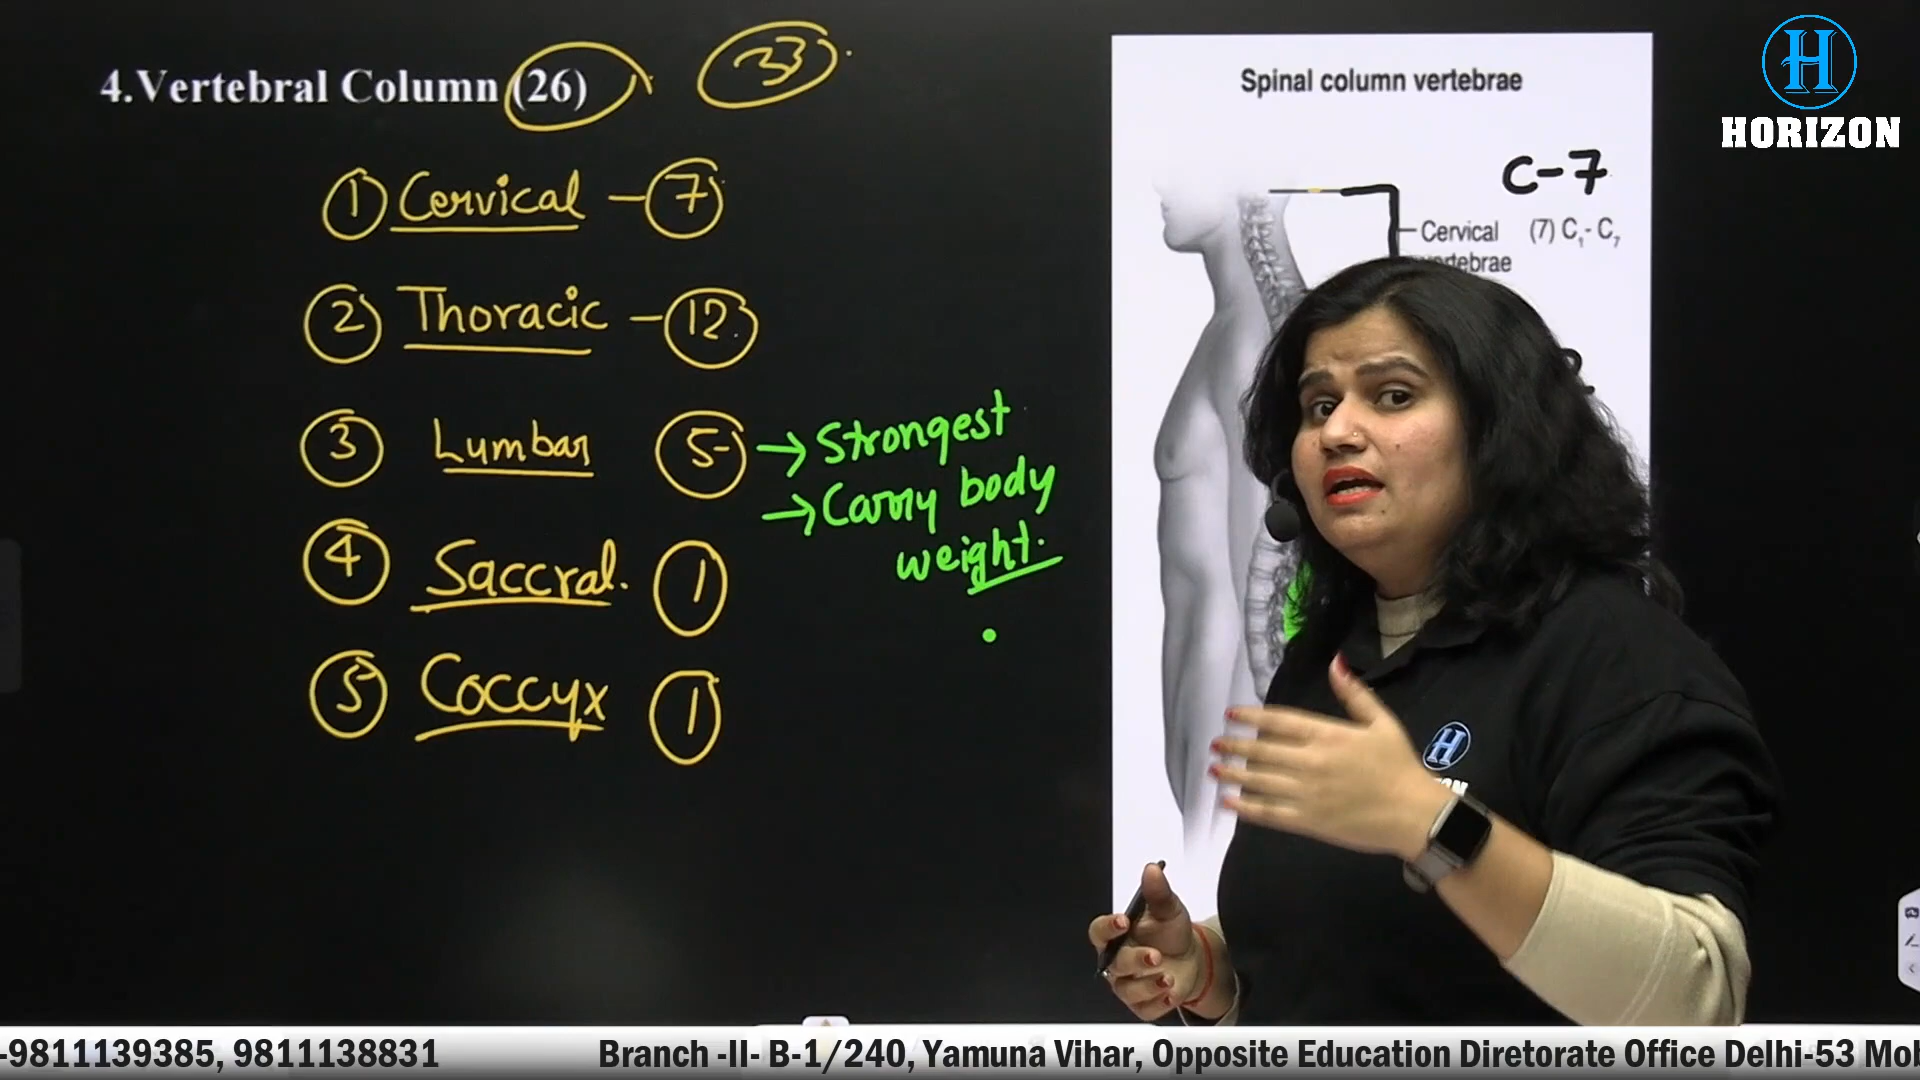 4.Vertebral Column (26) 33
① Cervical – 7
② Thoracic – 12
③ Lumbar 5 → Strongest
→ Carry body
weight.
④ Saccral. 1
⑤ Coccyx 1
Spinal column vertebrae
C-7
Cervical (7) C₁- C₇
vertebrae
H
HORIZON
H
-9811139385, 9811138831 Branch -II- B-1/240, Yamuna Vihar, Opposite Education Diretorate Office Delhi-53 Mob